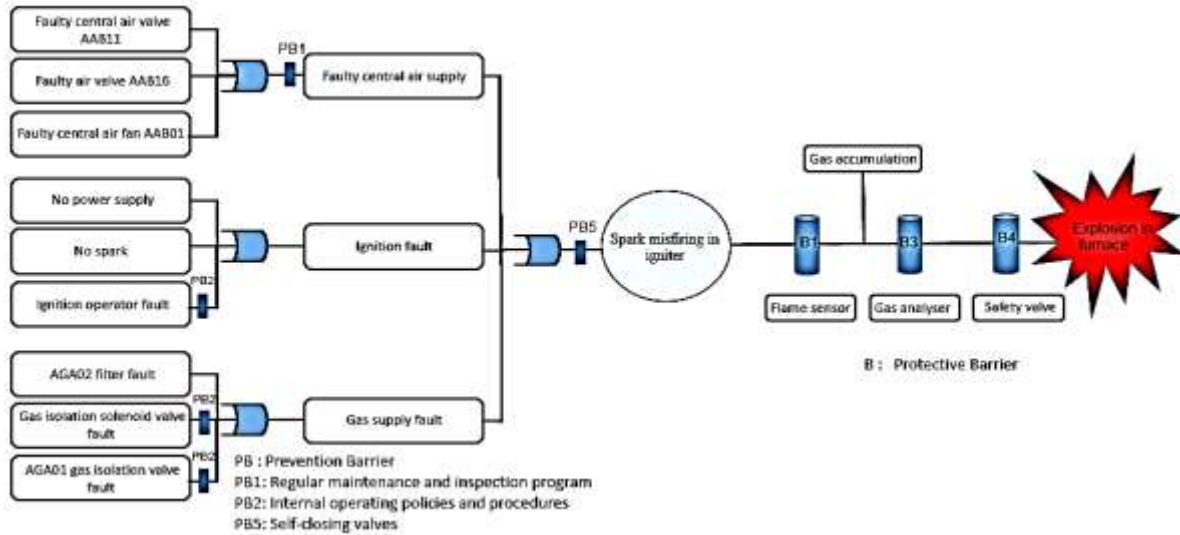 Faulty central air valve
AAB11
PB1
Faulty air valve AAB16
Faulty central air supply
Faulty central air fan AAB01
Gas accumulation
No power supply
PB5
No spark
Ignition fault
Spark misfiring in
igniter
B1
B3
B4
Explosion in
furnace
PB2
Ignition operator fault
Flame sensor
Gas analyser
Safety valve
B : Protective Barrier
AGA02 filter fault
PB2
Gas isolation solenoid valve
fault
Gas supply fault
PB2
AGA01 gas isolation valve
fault
PB : Prevention Barrier
PB1: Regular maintenance and inspection program
PB2: Internal operating policies and procedures
PB5: Self-closing valves